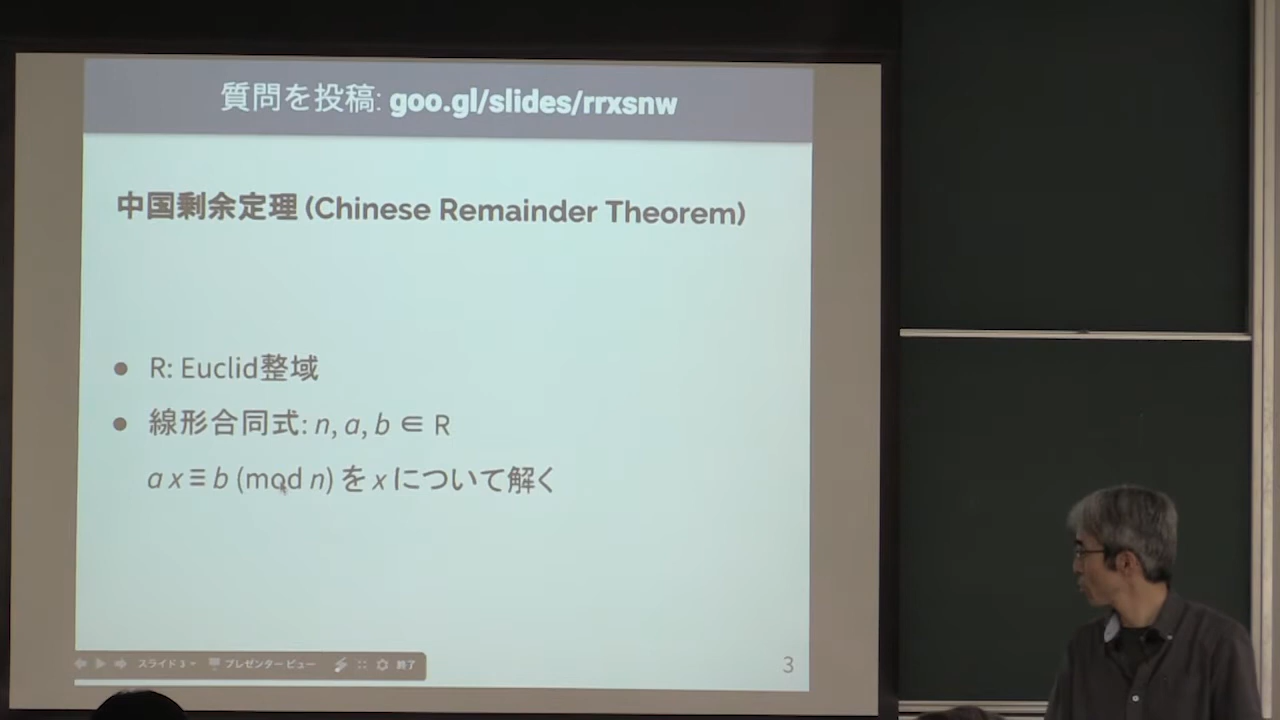 質問を投稿: goo.gl/slides/rrxsnw
中国剰余定理 (Chinese Remainder Theorem)
● R: Euclid整域
● 線形合同式: n, a, b ∈ R
a x ≡ b (mod n) を x について解く
スライド 3 プレゼンター ビュー 終了
3